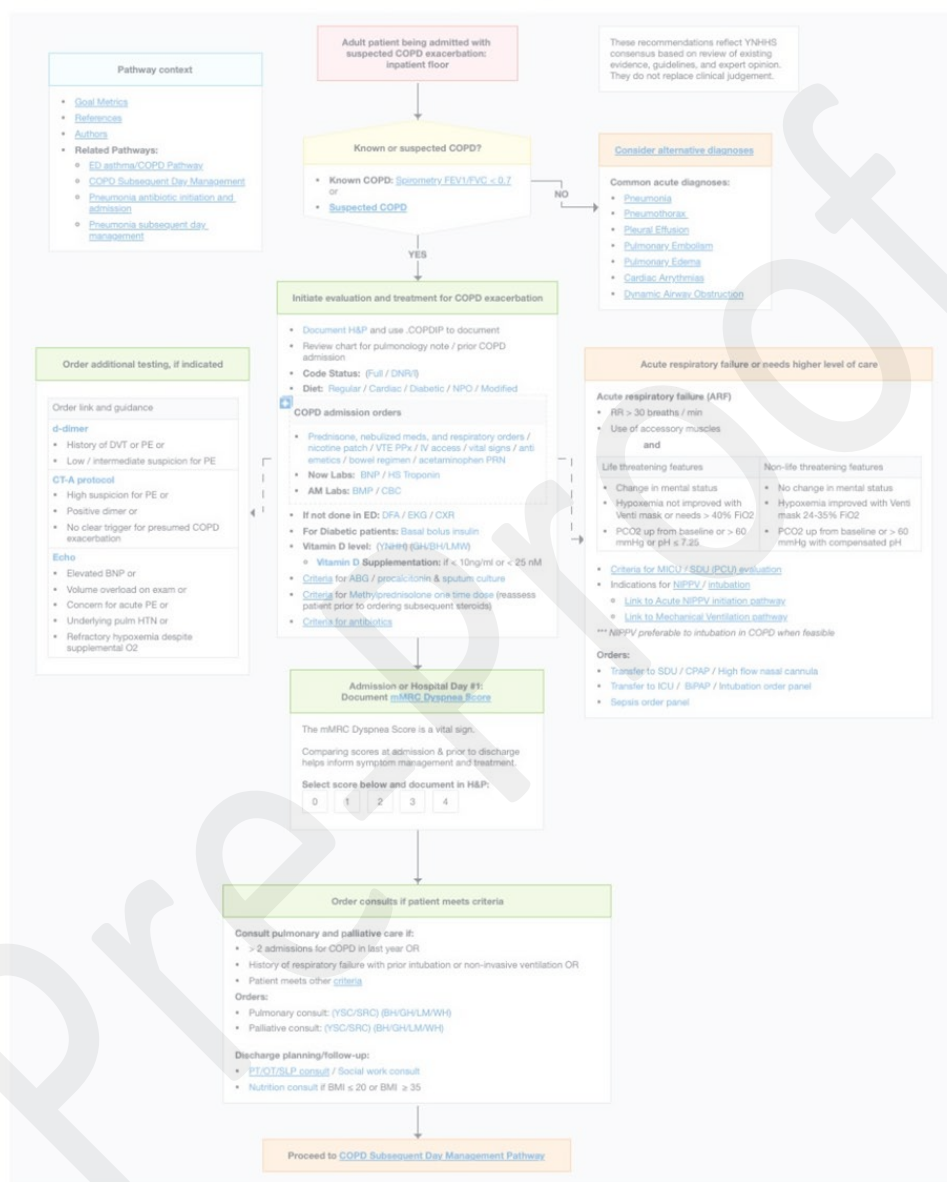 Adult patient being admitted with
suspected COPD exacerbation:
inpatient floor
These recommendations reflect YNHHS
consensus based on review of existing
evidence, guidelines, and expert opinion.
They do not replace clinical judgement.
Pathway context
• Goal Metrics
• References
• Authors
• Related Pathways:
◦ ED asthma/COPD Pathway
◦ COPD Subsequent Day Management
◦ Pneumonia antibiotic initiation and
admission
◦ Pneumonia subsequent day
management
Known or suspected COPD?
• Known COPD: Spirometry FEV1/FVC < 0.7
or
• Suspected COPD
NO
YES
Consider alternative diagnoses
Common acute diagnoses:
• Pneumonia
• Pneumothorax
• Pleural Effusion
• Pulmonary Embolism
• Pulmonary Edema
• Cardiac Arrythmias
• Dynamic Airway Obstruction
Initiate evaluation and treatment for COPD exacerbation
• Document H&P and use .COPDIP to document
• Review chart for pulmonology note / prior COPD
admission
• Code Status: (Full / DNR/I)
• Diet: Regular / Cardiac / Diabetic / NPO / Modified
COPD admission orders
• Prednisone, nebulized meds, and respiratory orders /
nicotine patch / VTE PPx / IV access / vital signs / anti
emetics / bowel regimen / acetaminophen PRN
• Now Labs: BNP / HS Troponin
• AM Labs: BMP / CBC
• If not done in ED: DFA / EKG / CXR
• For Diabetic patients: Basal bolus insulin
• Vitamin D level: (YNHH) (GH/BH/LMW)
◦ Vitamin D Supplementation: if < 10ng/ml or < 25 nM
• Criteria for ABG / procalcitonin & sputum culture
• Criteria for Methylprednisolone one time dose (reassess
patient prior to ordering subsequent steroids)
• Criteria for antibiotics
Order additional testing, if indicated
Order link and guidance
d-dimer
• History of DVT or PE or
• Low / intermediate suspicion for PE
CT-A protocol
• High suspicion for PE or
• Positive dimer or
• No clear trigger for presumed COPD
exacerbation
Echo
• Elevated BNP or
• Volume overload on exam or
• Concern for acute PE or
• Underlying pulm HTN or
• Refractory hypoxemia despite
supplemental O2
Acute respiratory failure or needs higher level of care
Acute respiratory failure (ARF)
• RR > 30 breaths / min
• Use of accessory muscles
and
Life threatening features
• Change in mental status
• Hypoxemia not improved with
Venti mask or needs > 40% FiO2
• PCO2 up from baseline or > 60
mmHg or pH ≤ 7.25
Non-life threatening features
• No change in mental status
• Hypoxemia improved with Venti
mask 24-35% FiO2
• PCO2 up from baseline or > 60
mmHg with compensated pH
• Criteria for MICU / SDU (PCU) evaluation
• Indications for NIPPV / intubation
◦ Link to Acute NIPPV initiation pathway
◦ Link to Mechanical Ventilation pathway
*** NIPPV preferable to intubation in COPD when feasible
Orders:
• Transfer to SDU / CPAP / High flow nasal cannula
• Transfer to ICU / BiPAP / Intubation order panel
• Sepsis order panel
Admission or Hospital Day #1:
Document mMRC Dyspnea Score
The mMRC Dyspnea Score is a vital sign.
Comparing scores at admission & prior to discharge
helps inform symptom management and treatment.
Select score below and document in H&P:
0 1 2 3 4
Order consults if patient meets criteria
Consult pulmonary and palliative care if:
• > 2 admissions for COPD in last year OR
• History of respiratory failure with prior intubation or non-invasive ventilation OR
• Patient meets other criteria
Orders:
• Pulmonary consult: (YSC/SRC) (BH/GH/LM/WH)
• Palliative consult: (YSC/SRC) (BH/GH/LM/WH)
Discharge planning/follow-up:
• PT/OT/SLP consult / Social work consult
• Nutrition consult if BMI ≤ 20 or BMI ≥ 35
Proceed to COPD Subsequent Day Management Pathway
Pre-proof